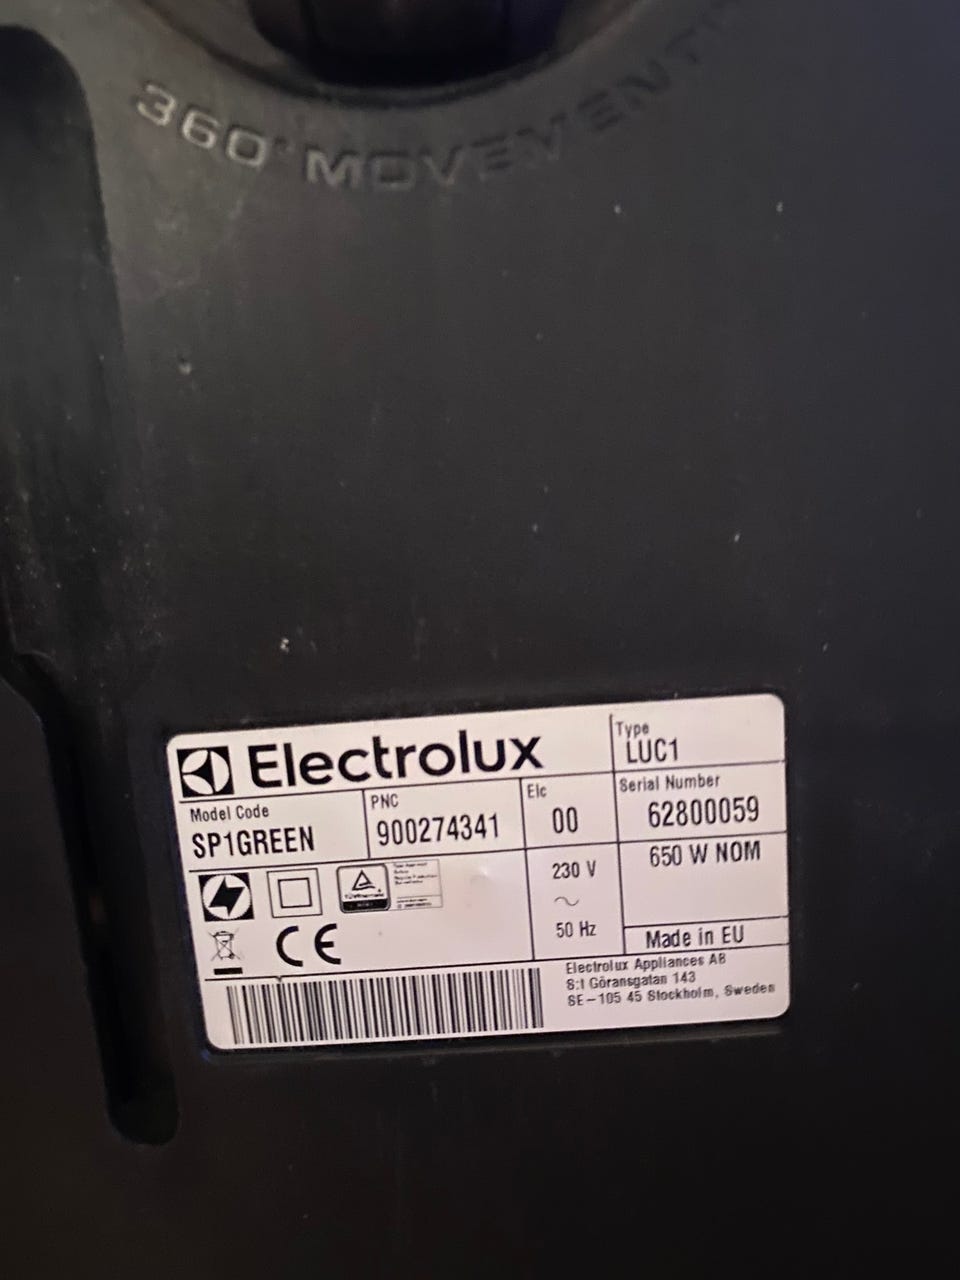 360° MOVEMENT
Electrolux
Type
LUC1
Model Code
SP1GREEN
PNC
900274341
Elc
00
Serial Number
62800059
230 V
~
50 Hz
650 W NOM
CE
Made in EU
Electrolux Appliances AB
S:t Göransgatan 143
SE-105 45 Stockholm, Sweden